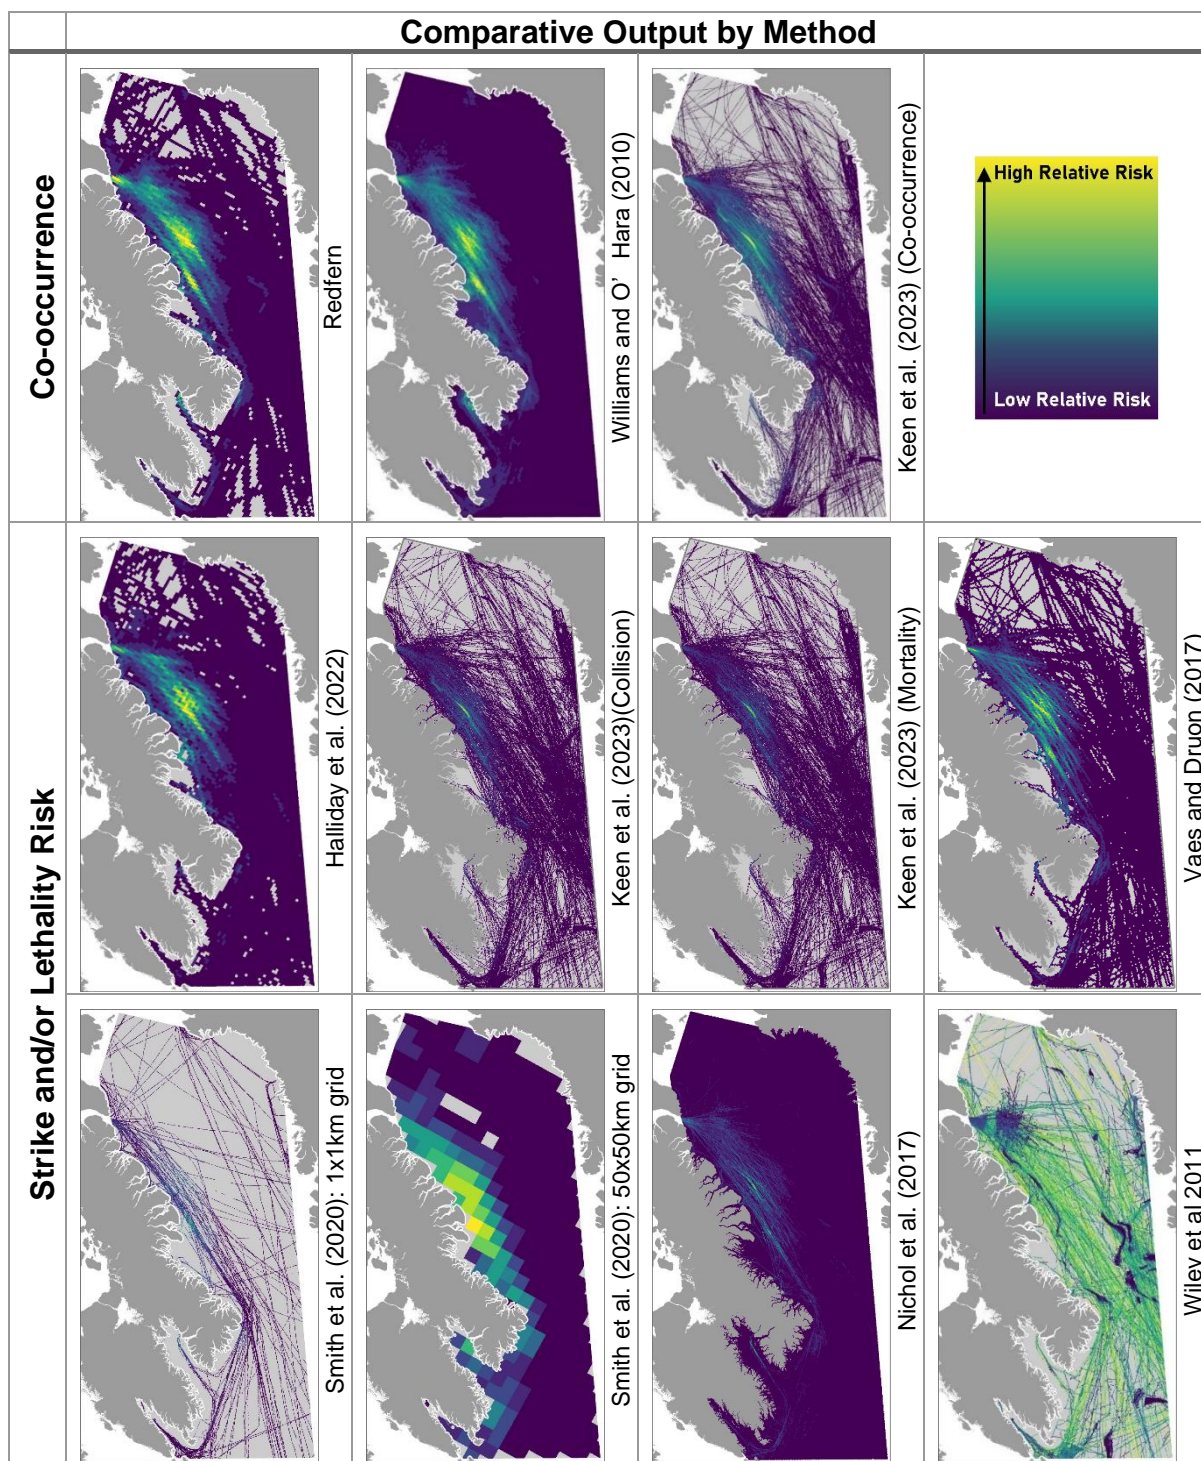 Comparative Output by Method
Co-occurrence
Redfern
Williams and O’ Hara (2010)
Keen et al. (2023) (Co-occurrence)
High Relative Risk
Low Relative Risk
Strike and/or Lethality Risk
Halliday et al. (2022)
Keen et al. (2023)(Collision)
Keen et al. (2023) (Mortality)
Vaes and Druon (2017)
Smith et al. (2020): 1x1km grid
Smith et al. (2020): 50x50km grid
Nichol et al. (2017)
Wiley et al 2011